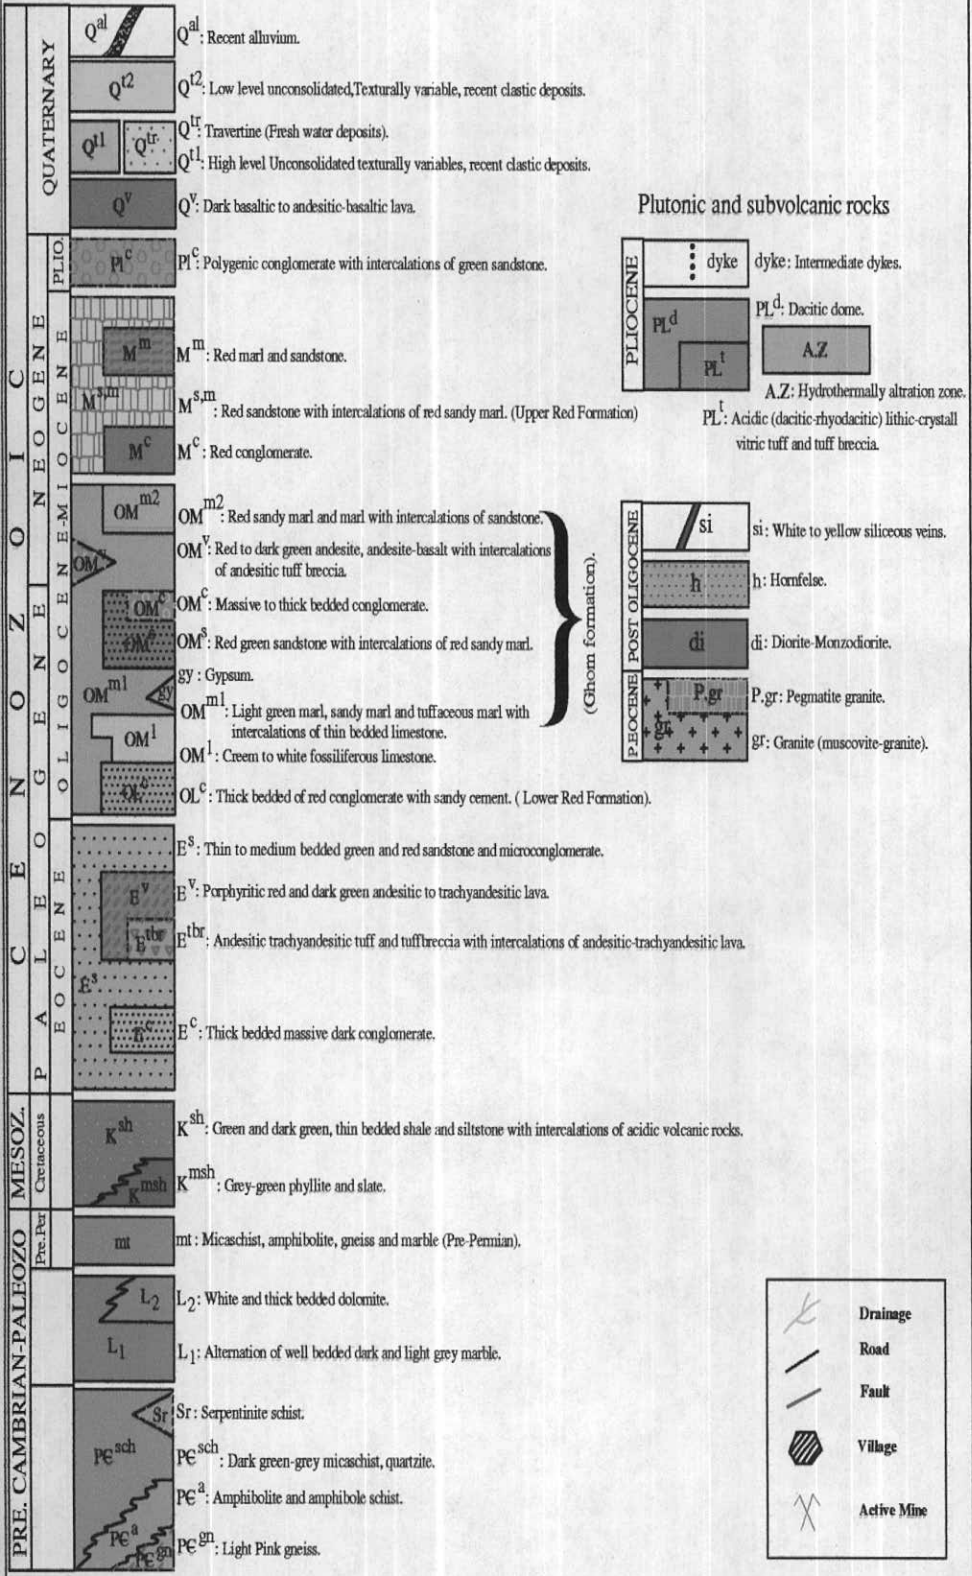 CENOZOIC
MESOZ.
PRE. CAMBRIAN-PALEOZO
QUATERNARY
NEOGENE
PALEOGENE
Cretaceous
Pre.Per
PLIO.
OLIGOCENE-MIOCENE
EOCENE
Q^al
Q^al: Recent alluvium.
Q^t2
Q^t2: Low level unconsolidated,Texturally variable, recent clastic deposits.
Q^t1
Q^tr
Q^tr: Travertine (Fresh water deposits).
Q^t1: High level Unconsolidated texturally variables, recent clastic deposits.
Q^v
Q^v: Dark basaltic to andesitic-basaltic lava.
Pl^c
Pl^c: Polygenic conglomerate with intercalations of green sandstone.
M^m
M^m: Red marl and sandstone.
M^s,m
M^s,m: Red sandstone with intercalations of red sandy marl. (Upper Red Formation)
M^c
M^c: Red conglomerate.
OM^m2
OM^m2: Red sandy marl and marl with intercalations of sandstone.
OM^v
OM^v: Red to dark green andesite, andesite-basalt with intercalations
of andesitic tuff breccia.
OM^c
OM^c: Massive to thick bedded conglomerate.
OM^s
OM^s: Red green sandstone with intercalations of red sandy marl.
gy
gy: Gypsum.
OM^m1
OM^m1: Light green marl, sandy marl and tuffaceous marl with
intercalations of thin bedded limestone.
(Ghom formation).
OM^l
OM^l: Creem to white fossiliferous limestone.
OL^c
OL^c: Thick bedded of red conglomerate with sandy cement. ( Lower Red Formation).
E^s: Thin to medium bedded green and red sandstone and microconglomerate.
E^v
E^v: Porphyritic red and dark green andesitic to trachyandesitic lava.
E^tbr
E^tbr: Andesitic trachyandesitic tuff and tuffbreccia with intercalations of andesitic-trachyandesitic lava.
E^s
E^c
E^c: Thick bedded massive dark conglomerate.
K^sh
K^sh: Green and dark green, thin bedded shale and siltstone with intercalations of acidic volcanic rocks.
K^msh
K^msh: Grey-green phyllite and slate.
mt
mt: Micaschist, amphibolite, gneiss and marble (Pre-Permian).
L2
L2: White and thick bedded dolomite.
L1
L1: Alternation of well bedded dark and light grey marble.
Sr
Sr: Serpentinite schist.
P€^sch
P€^sch: Dark green-grey micaschist, quartzite.
P€^a
P€^a: Amphibolite and amphibole schist.
P€^gn
P€^gn: Light Pink gneiss.
Plutonic and subvolcanic rocks
PLIOCENE
dyke
dyke: Intermediate dykes.
PL^d
PL^d: Dacitic dome.
A.Z
A.Z: Hydrothermally altration zone.
PL^t
PL^t: Acidic (dacitic-rhyodacitic) lithic-crystall
vitric tuff and tuff breccia.
POST OLIGOCENE
si
si: White to yellow siliceous veins.
h
h: Hornfelse.
di
di: Diorite-Monzodiorite.
PEOCENE
P.gr
P.gr: Pegmatite granite.
gr
gr: Granite (muscovite-granite).
Drainage
Road
Fault
Village
Active Mine